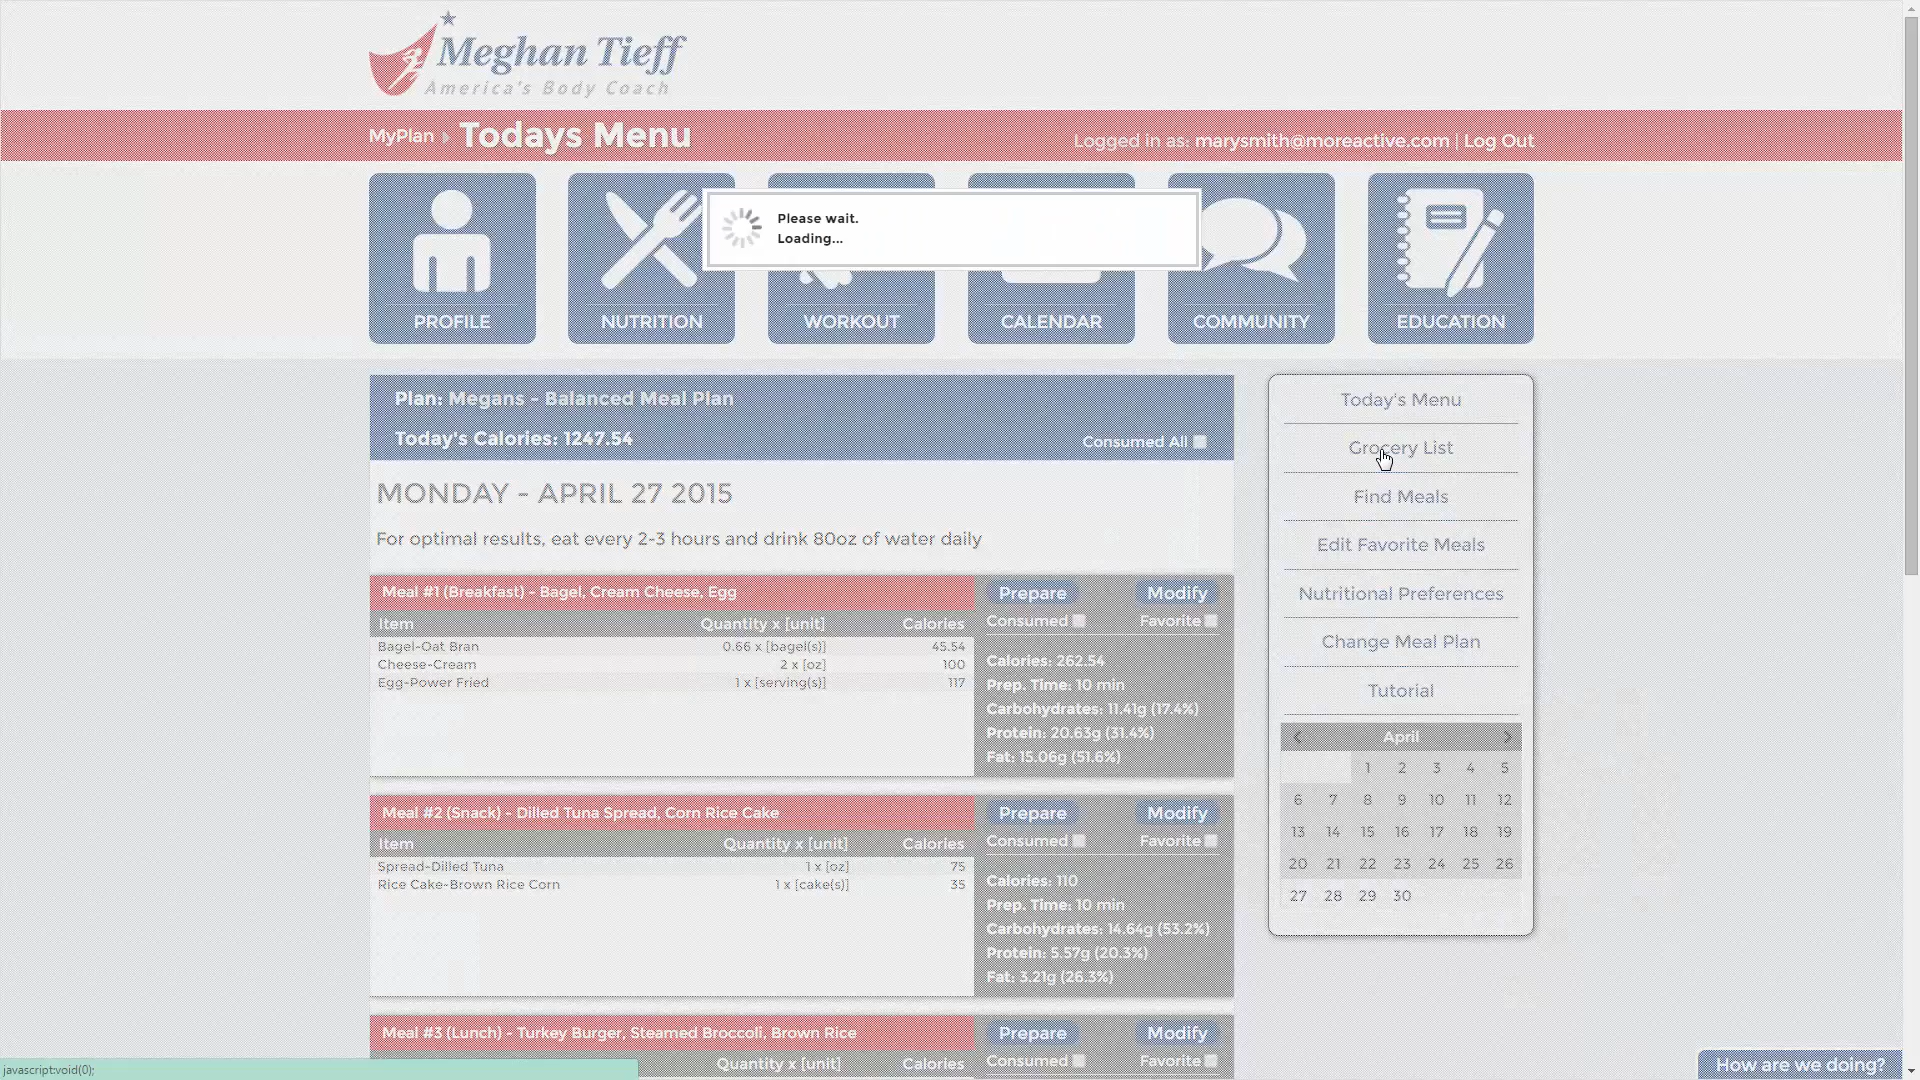 Meghan Tieff
America's Body Coach
MyPlan › Todays Menu
Logged in as: marysmith@moreactive.com | Log Out
Please wait.
Loading...
PROFILE
NUTRITION
WORKOUT
CALENDAR
COMMUNITY
EDUCATION
Plan: Megans - Balanced Meal Plan
Today's Calories: 1247.54
Consumed All
MONDAY - APRIL 27 2015
For optimal results, eat every 2-3 hours and drink 80oz of water daily
Meal #1 (Breakfast) - Bagel, Cream Cheese, Egg
Item Quantity x [unit] Calories
Bagel-Oat Bran 0.66 x [bagel(s)] 45.54
Cheese-Cream 2 x [oz] 100
Egg-Power Fried 1 x [serving(s)] 117
Prepare Modify
Consumed Favorite
Calories: 262.54
Prep. Time: 10 min
Carbohydrates: 11.41g (17.4%)
Protein: 20.63g (31.4%)
Fat: 15.06g (51.6%)
Meal #2 (Snack) - Dilled Tuna Spread, Corn Rice Cake
Item Quantity x [unit] Calories
Spread-Dilled Tuna 1 x [oz] 75
Rice Cake-Brown Rice Corn 1 x [cake(s)] 35
Prepare Modify
Consumed Favorite
Calories: 110
Prep. Time: 10 min
Carbohydrates: 14.64g (53.2%)
Protein: 5.57g (20.3%)
Fat: 3.21g (26.3%)
Meal #3 (Lunch) - Turkey Burger, Steamed Broccoli, Brown Rice
Quantity x [unit] Calories
Prepare Modify
Consumed Favorite
Today's Menu
Grocery List
Find Meals
Edit Favorite Meals
Nutritional Preferences
Change Meal Plan
Tutorial
April
1 2 3 4 5
6 7 8 9 10 11 12
13 14 15 16 17 18 19
20 21 22 23 24 25 26
27 28 29 30
javascript:void(0);
How are we doing?